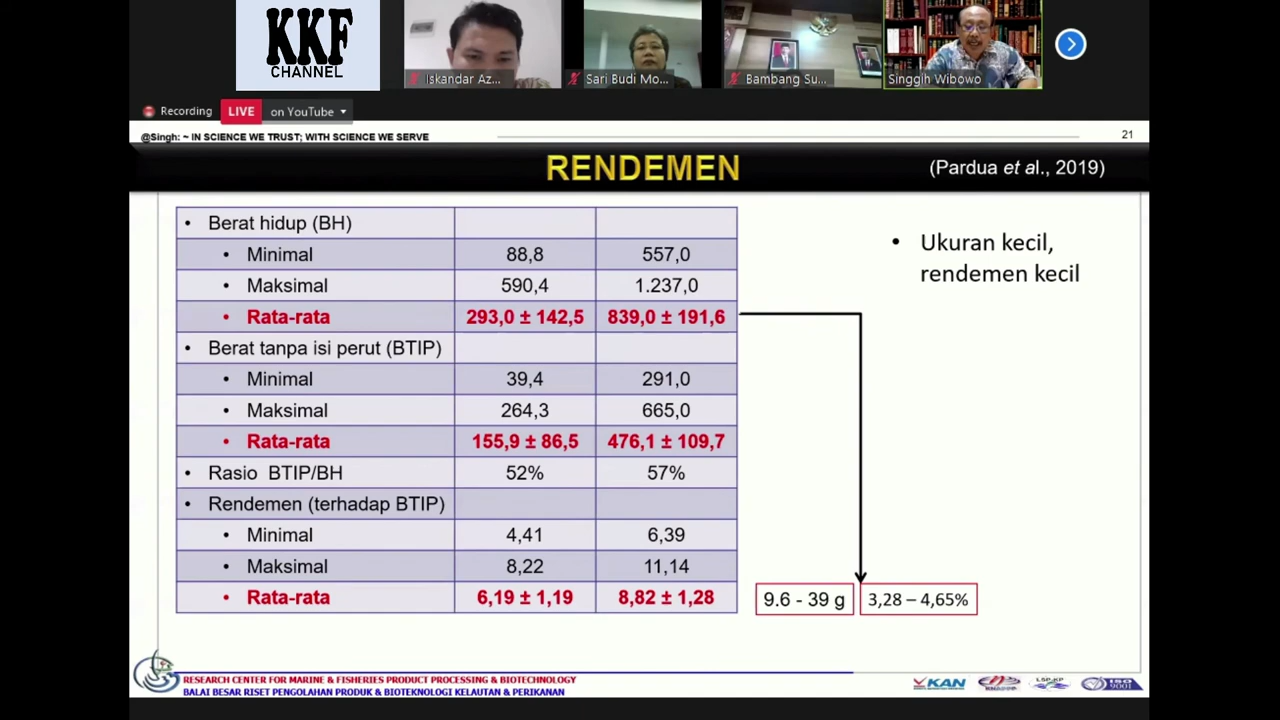 KKF
CHANNEL
Iskandar Az...
Sari Budi Mo...
Bambang Su...
Singgih Wibowo
Recording
LIVE on YouTube
@Singh: ~ IN SCIENCE WE TRUST; WITH SCIENCE WE SERVE
21
RENDEMEN
(Pardua et al., 2019)
• Berat hidup (BH)
• Minimal 88,8 557,0
• Maksimal 590,4 1.237,0
• Rata-rata 293,0 ± 142,5 839,0 ± 191,6
• Berat tanpa isi perut (BTIP)
• Minimal 39,4 291,0
• Maksimal 264,3 665,0
• Rata-rata 155,9 ± 86,5 476,1 ± 109,7
• Rasio BTIP/BH 52% 57%
• Rendemen (terhadap BTIP)
• Minimal 4,41 6,39
• Maksimal 8,22 11,14
• Rata-rata 6,19 ± 1,19 8,82 ± 1,28
• Ukuran kecil,
rendemen kecil
9.6 - 39 g
3,28 – 4,65%
RESEARCH CENTER FOR MARINE & FISHERIES PRODUCT PROCESSING & BIOTECHNOLOGY
BALAI BESAR RISET PENGOLAHAN PRODUK & BIOTEKNOLOGI KELAUTAN & PERIKANAN
KAN
LSP-KP
ISO
9001